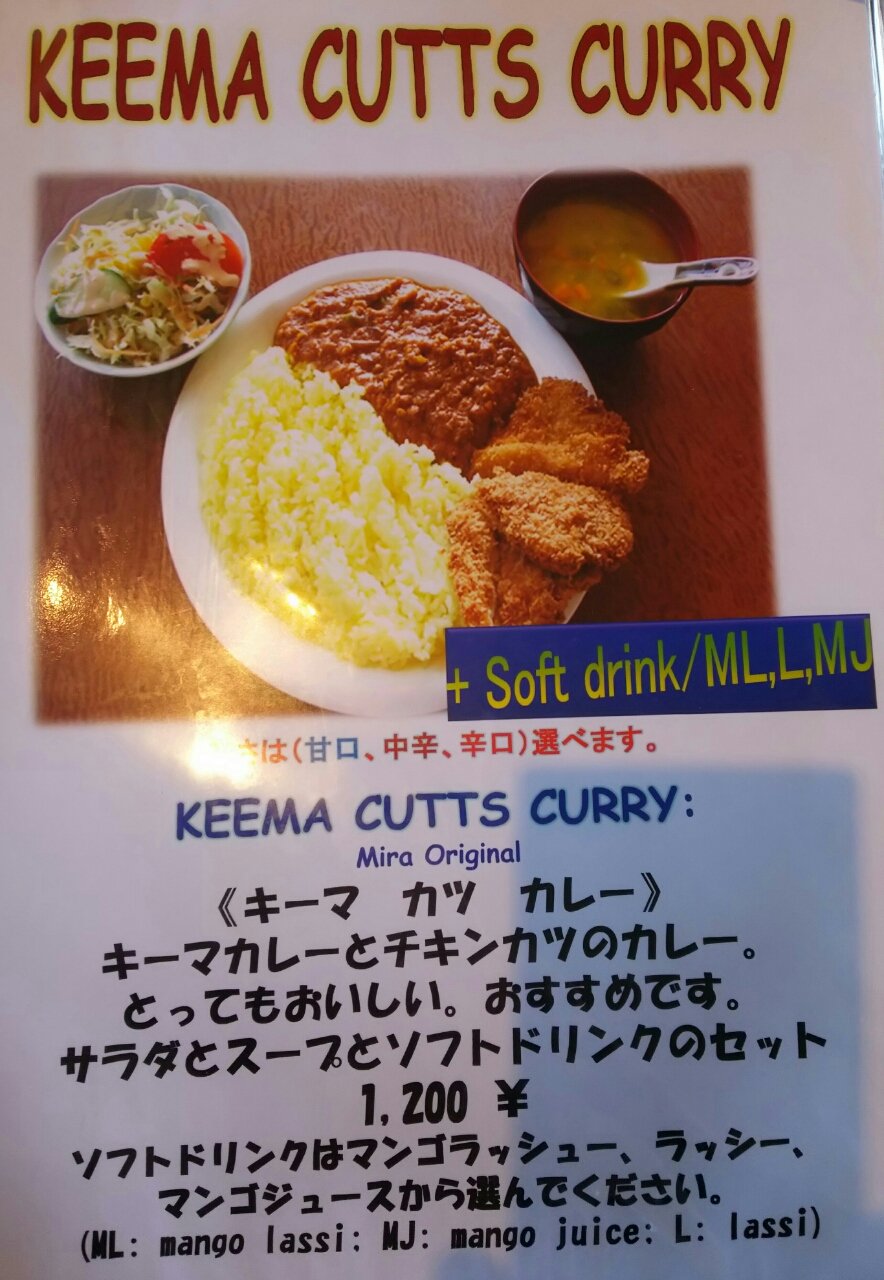 KEEMA CUTTS CURRY
+ Soft drink/ML,L,MJ
は(甘口、中辛、辛口)選べます。
KEEMA CUTTS CURRY:
Mira Original
《キーマ カツ カレー》
キーマカレーとチキンカツのカレー。
とってもおいしい。おすすめです。
サラダとスープとソフトドリンクのセット
1,200 ¥
ソフトドリンクはマンゴラッシュー、ラッシー、
マンゴジュースから選んでください。
(ML: mango lassi: MJ: mango juice: L: lassi)